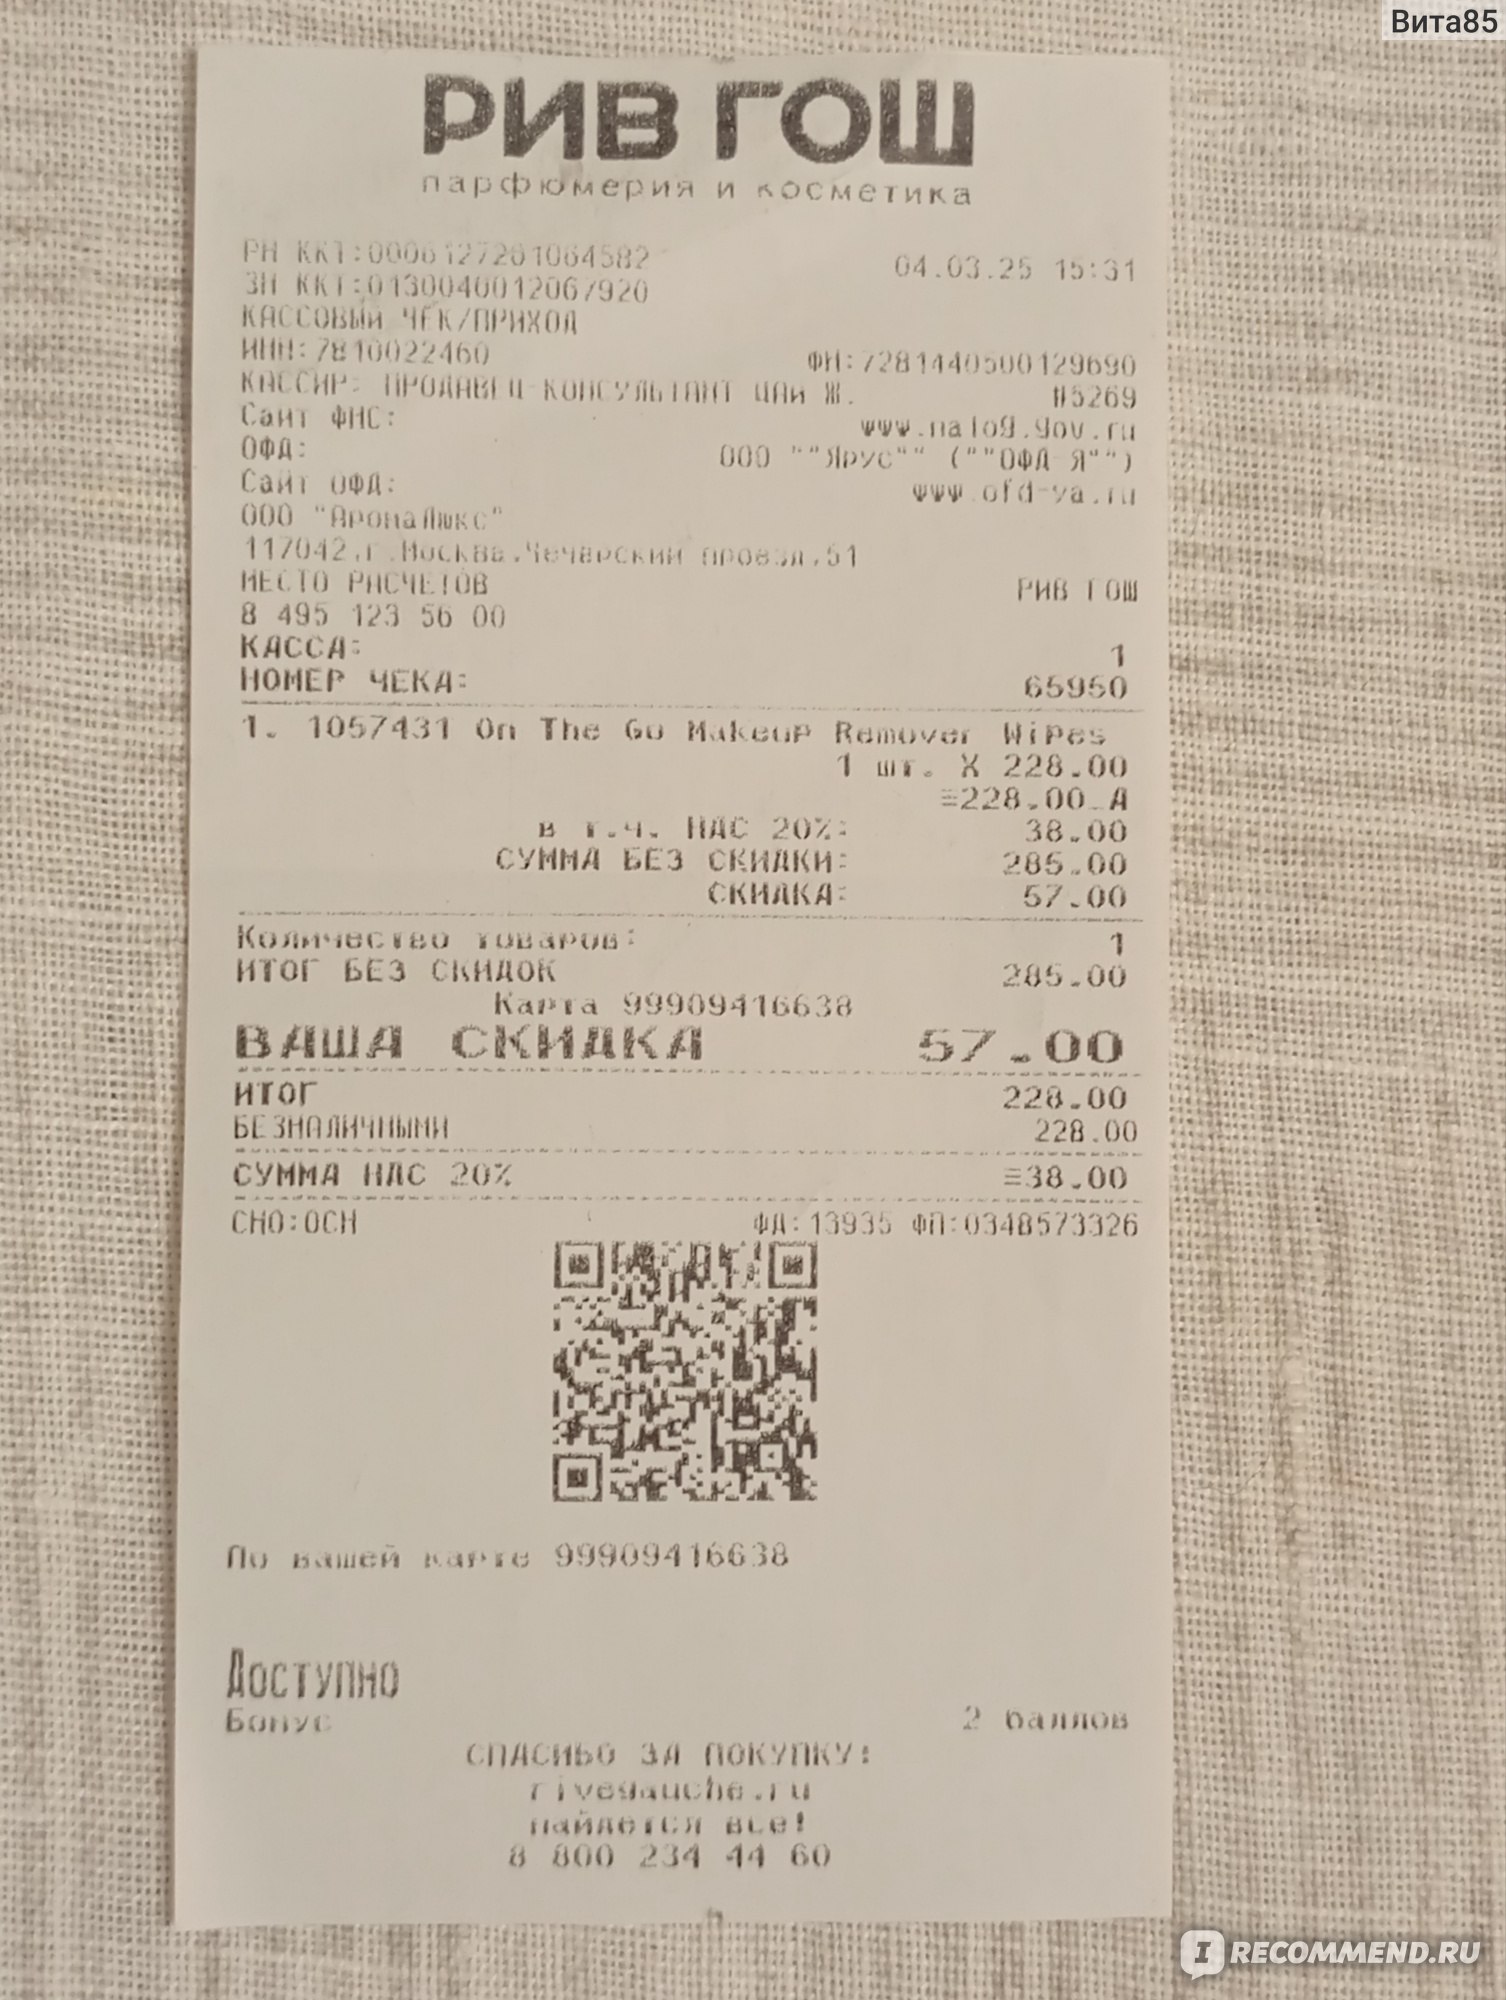 Вита85
РИВ ГОШ
парфюмерия и косметика
РН ККТ:0006127201064582
04.03.25 15:31
ЗН ККТ:0130040012067920
КАССОВЫЙ ЧЕК/ПРИХОД
ИНН:7810022460 ФН:7281440500129690
КАССИР: ПРОДАВЕЦ-КОНСУЛЬТАНТ ЦАЙ Ж. #5269
Сайт ФНС: www.nalog.gov.ru
ОФД: ООО ""Ярус"" (""ОФД-Я"")
Сайт ОФД: www.ofd-ya.ru
ООО "АромаЛюкс"
117042,г.Москва,Чечерский проезд,51
МЕСТО РАСЧЕТОВ РИВ ГОШ
8 495 123 56 00
КАССА: 1
НОМЕР ЧЕКА: 65950
1. 1057431 On The Go Makeup Remover Wipes
1 шт. X 228.00
≡228.00_А
в т.ч. НДС 20%: 38.00
СУММА БЕЗ СКИДКИ: 285.00
СКИДКА: 57.00
Количество товаров: 1
ИТОГ БЕЗ СКИДОК 285.00
Карта 99909416638
ВАША СКИДКА 57.00
ИТОГ 228.00
БЕЗНАЛИЧНЫМИ 228.00
СУММА НДС 20% ≡38.00
СНО:ОСН ФД:13935 ФП:0348573326
По вашей карте 99909416638
Доступно
Бонус 2 баллов
СПАСИБО ЗА ПОКУПКУ!
rivegauche.ru
найдется все!
8 800 234 44 60
IRECOMMEND.RU